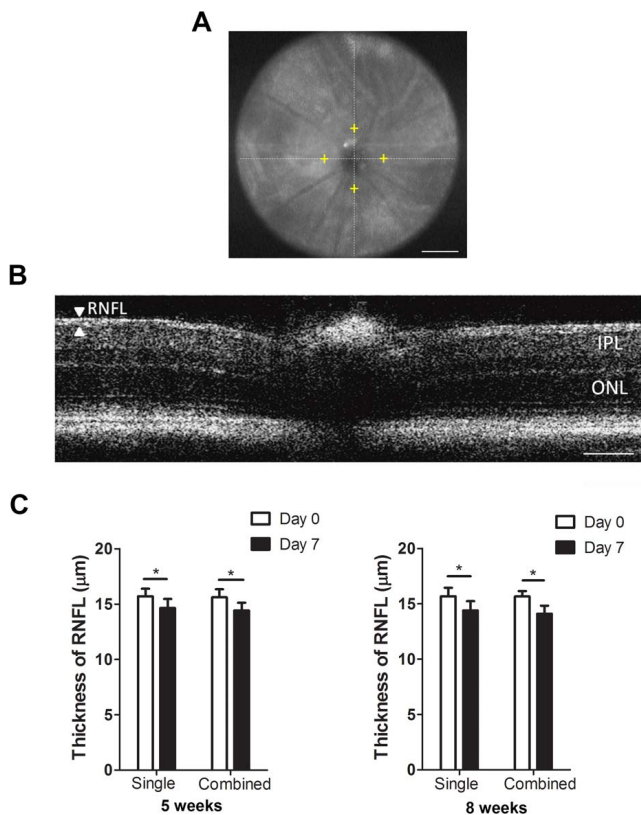 A
B
RNFL
IPL
ONL
C
Day 0
Day 7
Thickness of RNFL (μm)
20
15
10
5
0
*
*
Single
Combined
5 weeks
Day 0
Day 7
Thickness of RNFL (μm)
20
15
10
5
0
*
*
Single
Combined
8 weeks